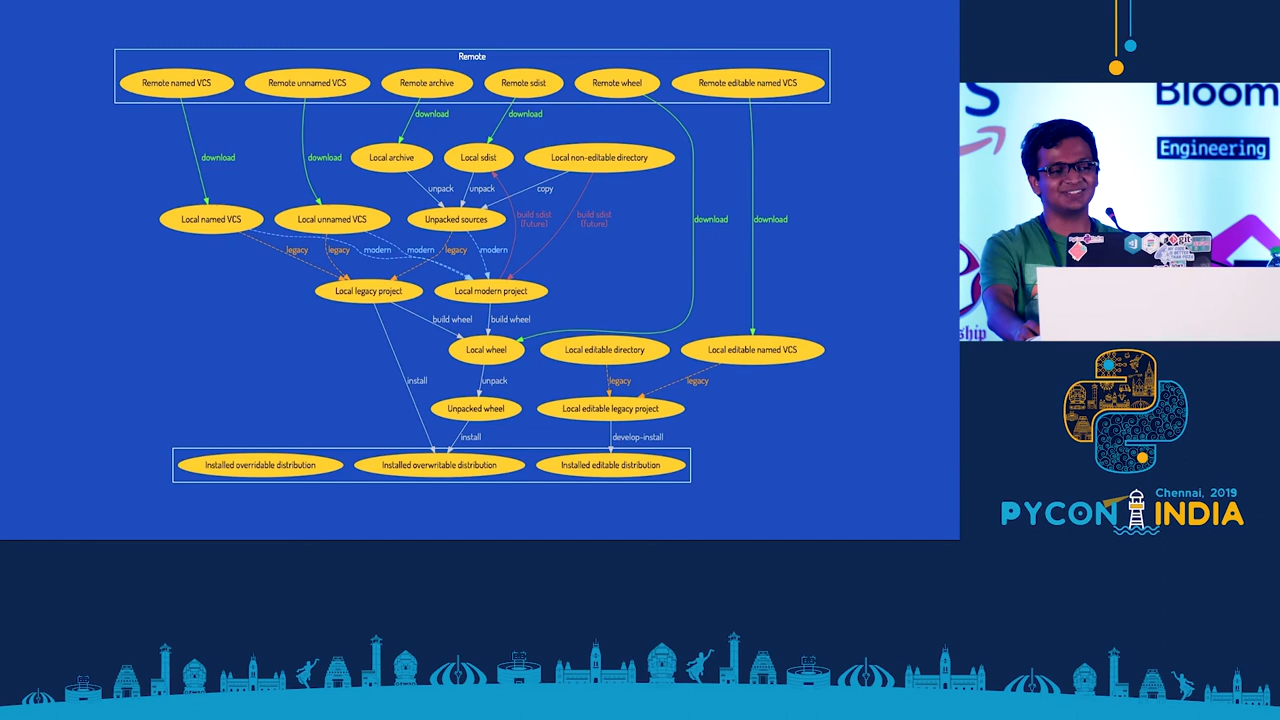 Remote
Remote named VCS
Remote unnamed VCS
Remote archive
Remote sdist
Remote wheel
Remote editable named VCS
download
download
Local archive
Local sdist
Local non-editable directory
download
download
unpack
unpack
copy
Local named VCS
Local unnamed VCS
Unpacked sources
build sdist
(future)
build sdist
(future)
download
download
legacy
legacy
modern
modern
legacy
modern
Local legacy project
Local modern project
build wheel
build wheel
Local wheel
Local editable directory
Local editable named VCS
install
unpack
legacy
legacy
Unpacked wheel
Local editable legacy project
install
develop-install
Installed overridable distribution
Installed overwritable distribution
Installed editable distribution
S
Bloom
Engineering
git
ship
Chennai, 2019
PYCON INDIA